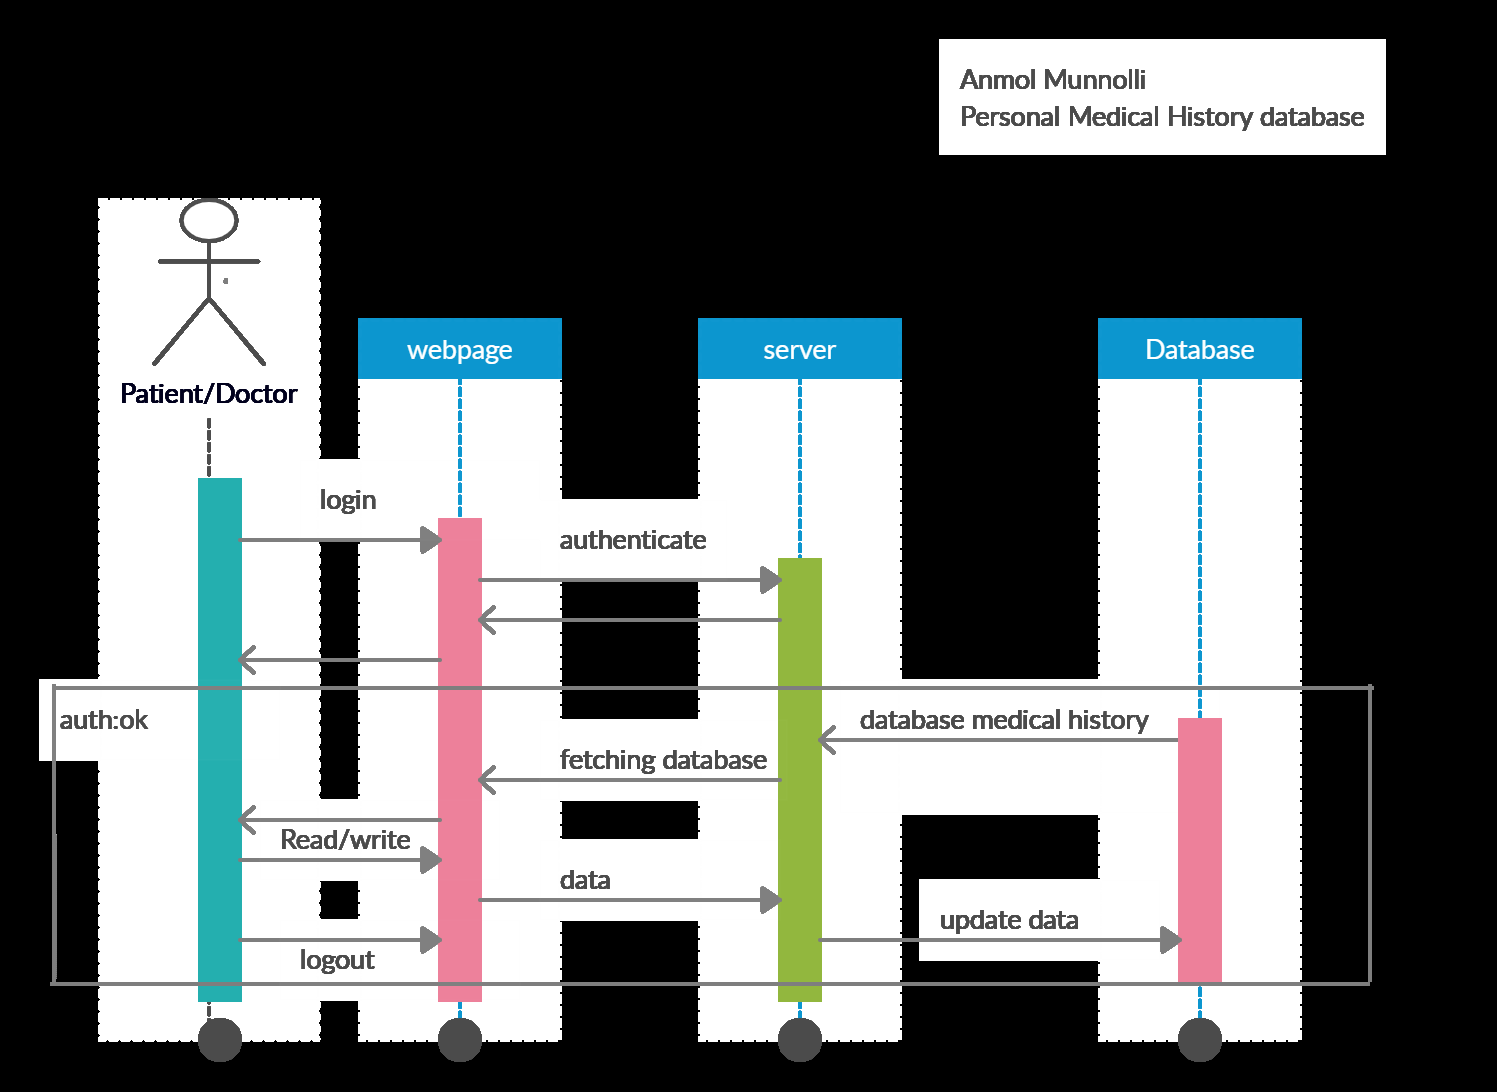 Anmol Munnolli
Personal Medical History database
webpage
server
Database
Patient/Doctor
login
authenticate
auth:ok
database medical history
fetching database
Read/write
data
update data
logout